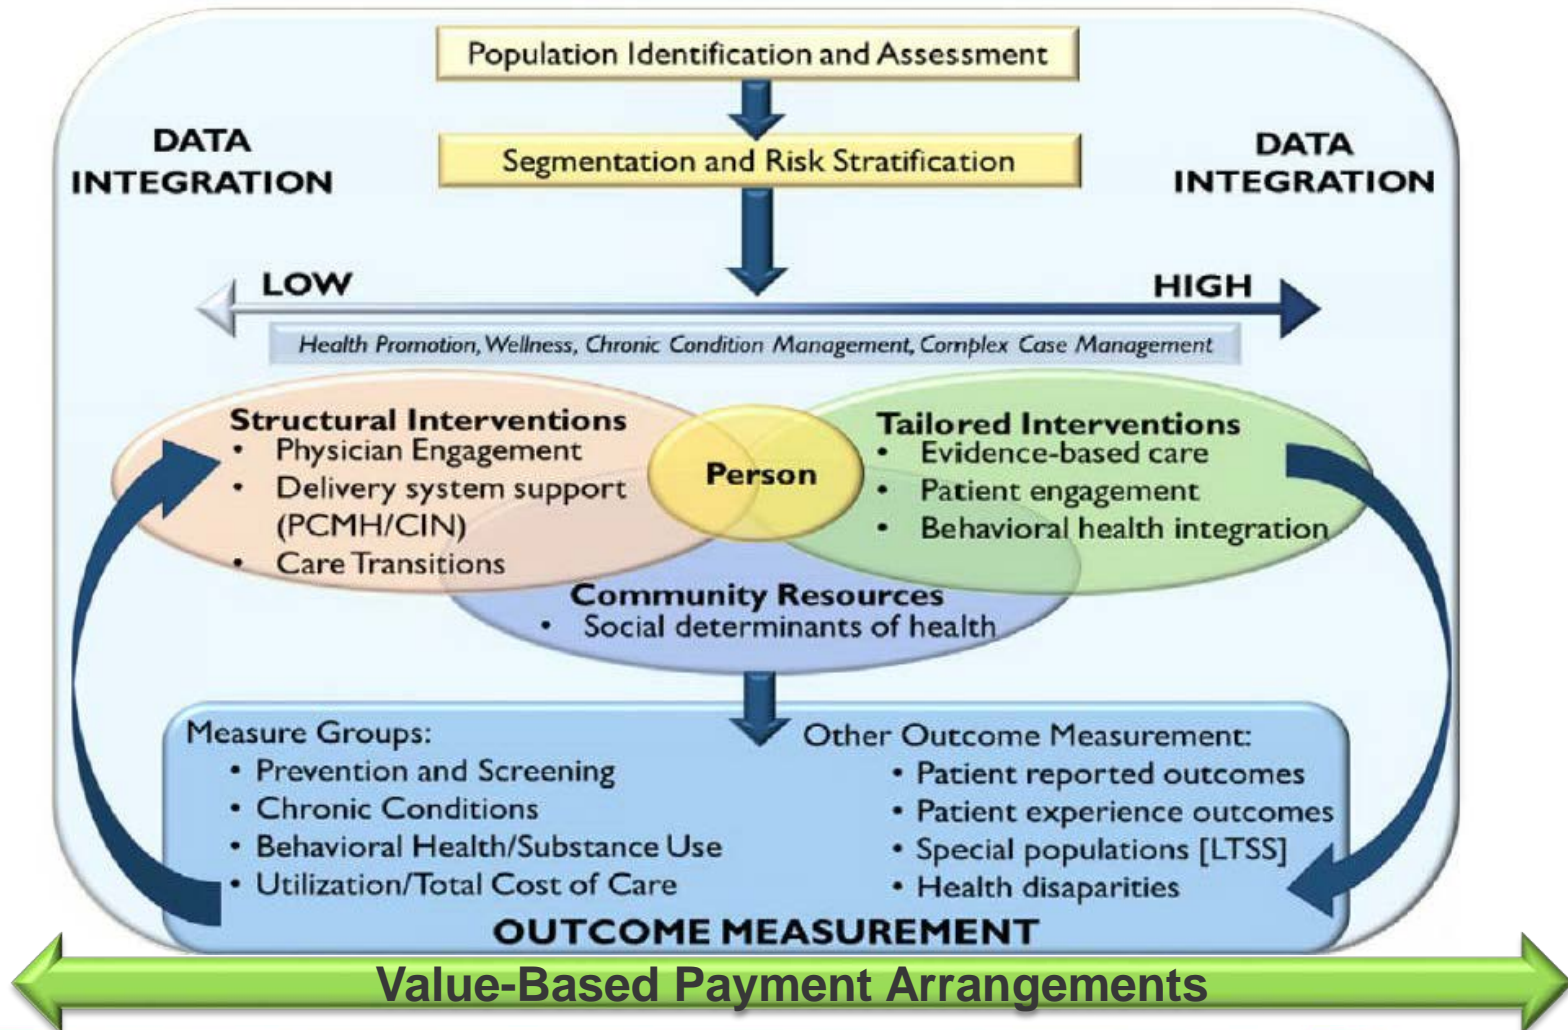 Population Identification and Assessment
DATA
INTEGRATION
DATA
INTEGRATION
Segmentation and Risk Stratification
LOW
HIGH
Health Promotion, Wellness, Chronic Condition Management, Complex Case Management
Structural Interventions
• Physician Engagement
• Delivery system support
(PCMH/CIN)
• Care Transitions
Person
Tailored Interventions
• Evidence-based care
• Patient engagement
• Behavioral health integration
Community Resources
• Social determinants of health
Measure Groups:
• Prevention and Screening
• Chronic Conditions
• Behavioral Health/Substance Use
• Utilization/Total Cost of Care
Other Outcome Measurement:
• Patient reported outcomes
• Patient experience outcomes
• Special populations [LTSS]
• Health disaparities
OUTCOME MEASUREMENT
Value-Based Payment Arrangements